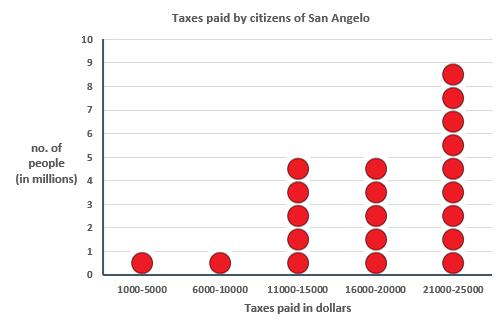 Taxes paid by citizens of San Angelo
10
9
8
7
6
5
4
3
2
1
0
no. of
people
(in millions)
1000-5000 6000-10000 11000-15000 16000-20000 21000-25000
Taxes paid in dollars